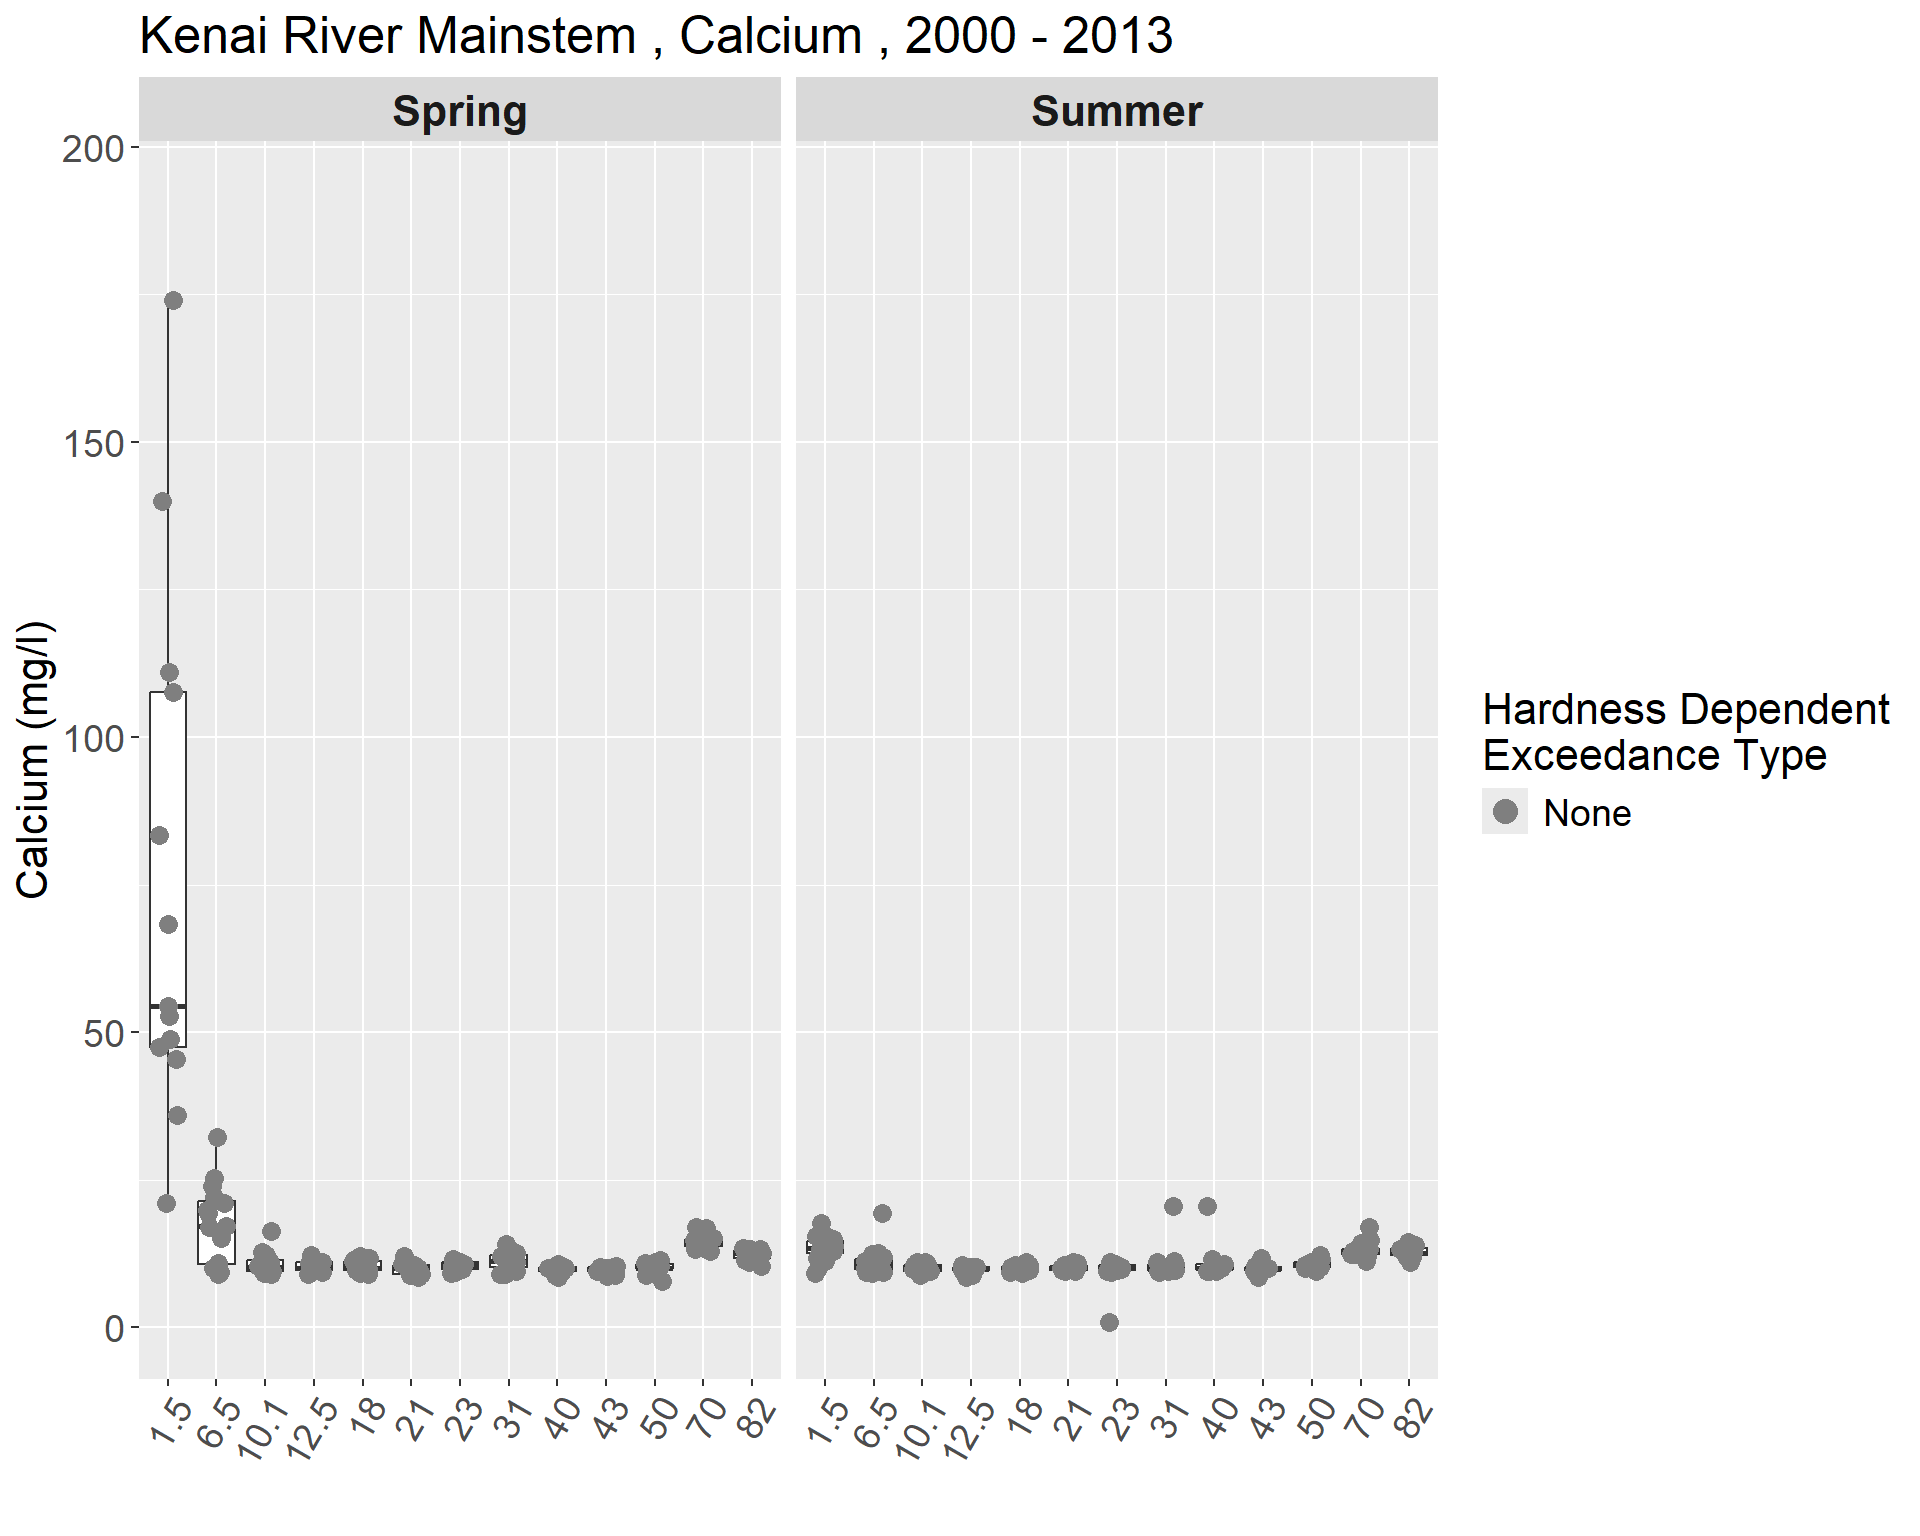 Kenai River Mainstem , Calcium , 2000 - 2013
Spring
Summer
200
150
100
50
0
Calcium (mg/l)
1.5 6.5 10.1 12.5 18 21 23 31 40 43 50 70 82
1.5 6.5 10.1 12.5 18 21 23 31 40 43 50 70 82
Hardness Dependent
Exceedance Type
None